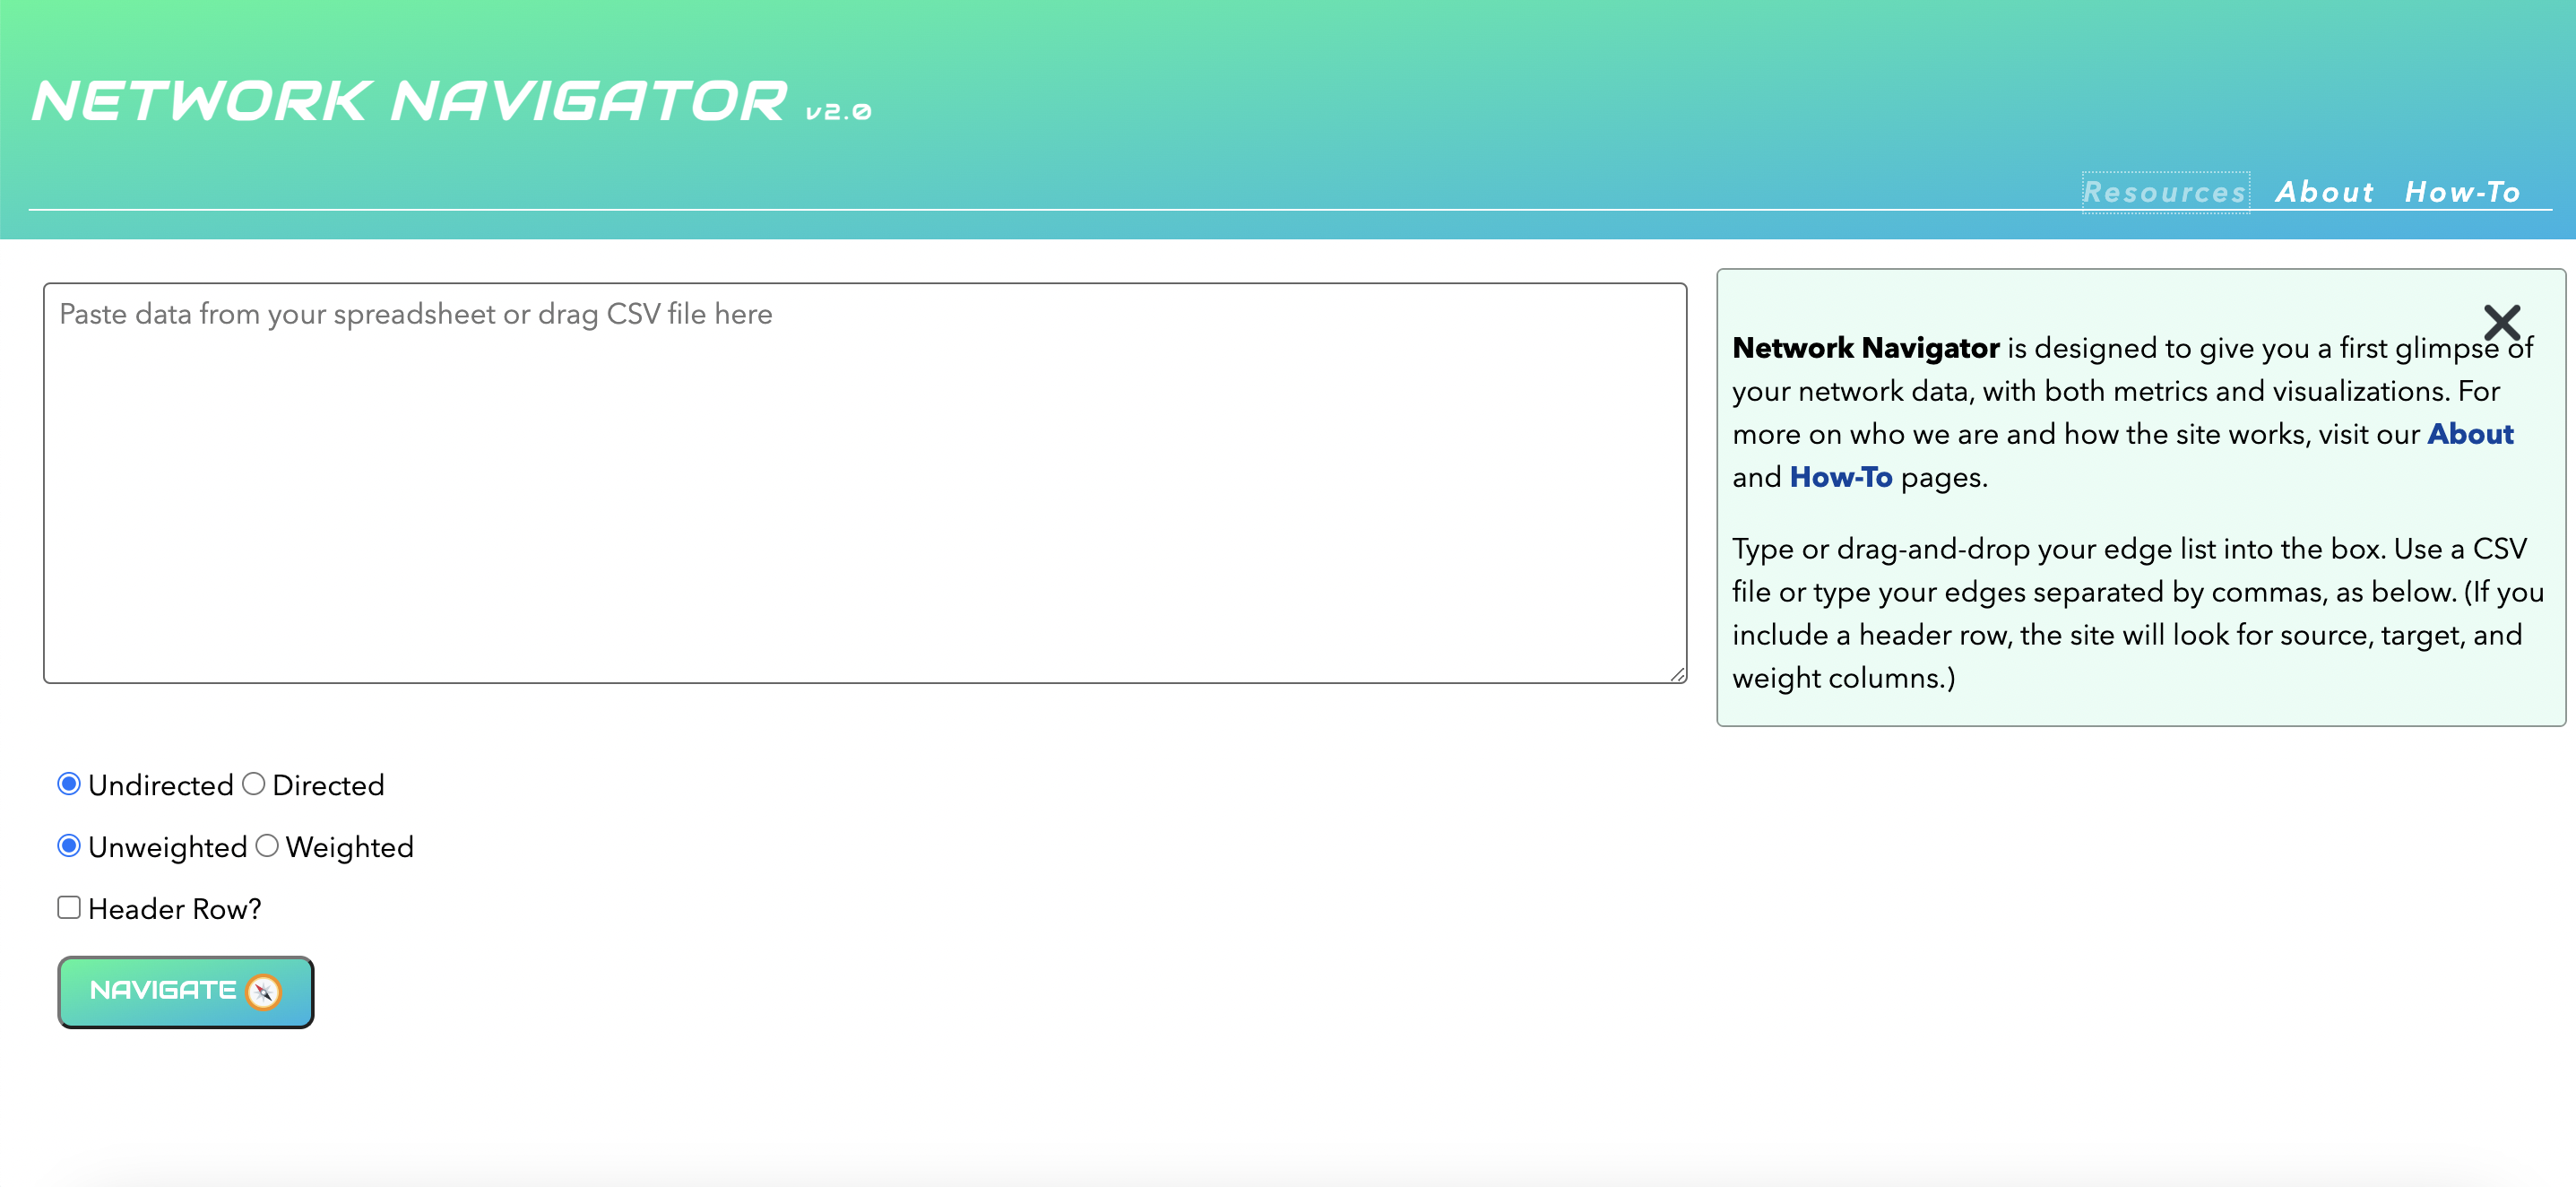 NETWORK NAVIGATOR v2.0
Resources About How-To
Paste data from your spreadsheet or drag CSV file here
Network Navigator is designed to give you a first glimpse of
your network data, with both metrics and visualizations. For
more on who we are and how the site works, visit our About
and How-To pages.
Type or drag-and-drop your edge list into the box. Use a CSV
file or type your edges separated by commas, as below. (If you
include a header row, the site will look for source, target, and
weight columns.)
Undirected Directed
Unweighted Weighted
Header Row?
NAVIGATE